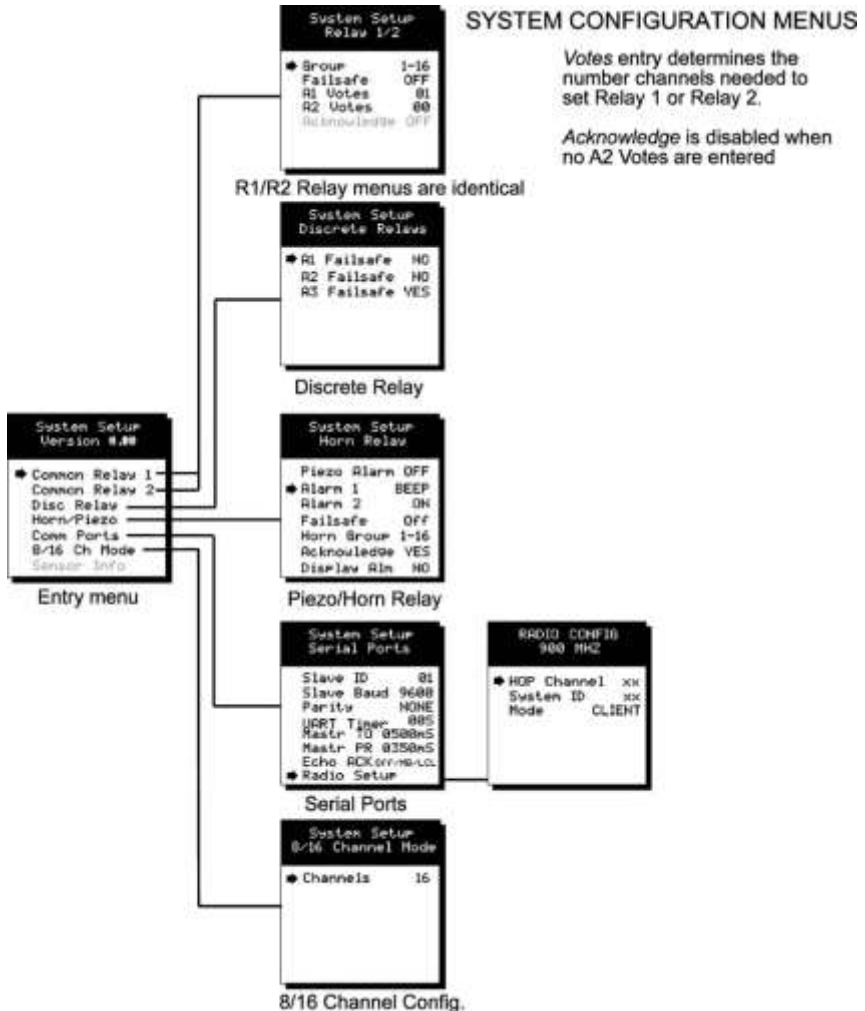 SYSTEM CONFIGURATION MENUS
Votes entry determines the
number channels needed to
set Relay 1 or Relay 2.
Acknowledge is disabled when
no A2 Votes are entered
System Setup
Relay 1/2
Group 1-16
Failsafe OFF
A1 Votes 01
A2 Votes 00
Acknowledge OFF
R1/R2 Relay menus are identical
System Setup
Discrete Relays
A1 Failsafe NO
A2 Failsafe NO
A3 Failsafe YES
Discrete Relay
System Setup
Version #.##
Common Relay 1
Common Relay 2
Disc Relay
Horn/Piezo
Comm Ports
8/16 Ch Mode
Sensor Info
Entry menu
System Setup
Horn Relay
Piezo Alarm OFF
Alarm 1 BEEP
Alarm 2 ON
Failsafe Off
Horn Group 1-16
Acknowledge YES
Display Alm NO
Piezo/Horn Relay
System Setup
Serial Ports
Slave ID 01
Slave Baud 9600
Parity NONE
UART Timer 00S
Mastr TO 0500mS
Mastr PR 0350mS
Echo ACK OFF/MB/LCL
Radio Setup
Serial Ports
RADIO CONFIG
900 MHZ
HOP Channel xx
System ID xx
Mode CLIENT
System Setup
8/16 Channel Mode
Channels 16
8/16 Channel Config.